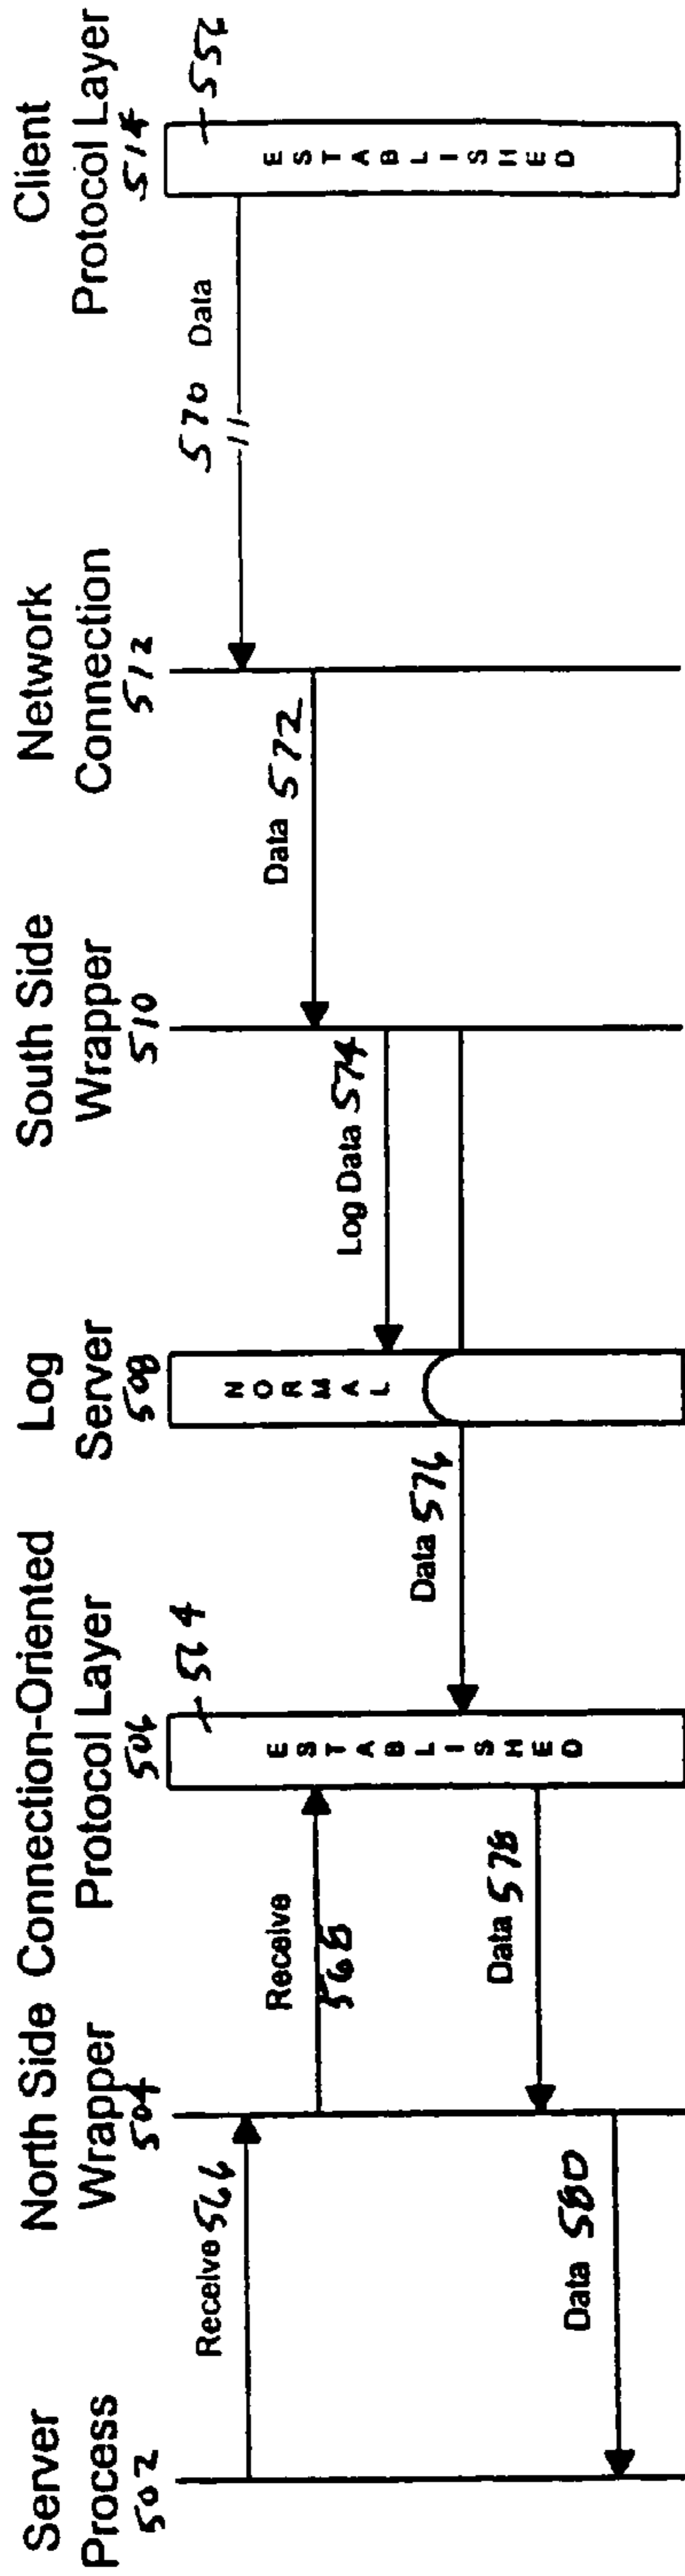 Server
Process
502
North Side
Wrapper
504
Connection-Oriented
Protocol Layer
506
Log
Server
508
South Side
Wrapper
510
Network
Connection
512
Client
Protocol Layer
514
Receive 566
Receive
568
564
ESTABLISHED
NORMAL
Log Data 574
Data 572
570 Data
556
ESTABLISHED
Data 576
Data 578
Data 580